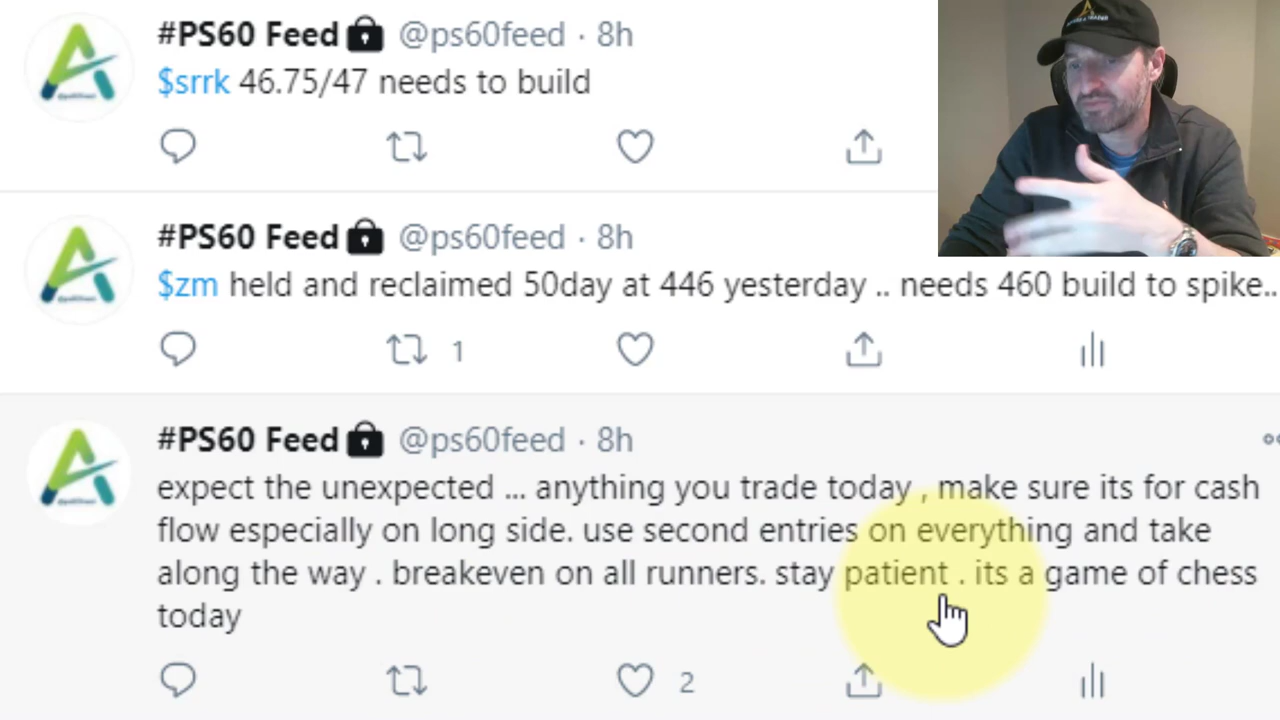 #PS60 Feed🔒 @ps60feed · 8h
$srrk 46.75/47 needs to build
#PS60 Feed🔒 @ps60feed · 8h
$zm held and reclaimed 50day at 446 yesterday .. needs 460 build to spike..
1
#PS60 Feed🔒 @ps60feed · 8h
expect the unexpected ... anything you trade today , make sure its for cash
flow especially on long side. use second entries on everything and take
along the way . breakeven on all runners. stay patient . its a game of chess
today
2